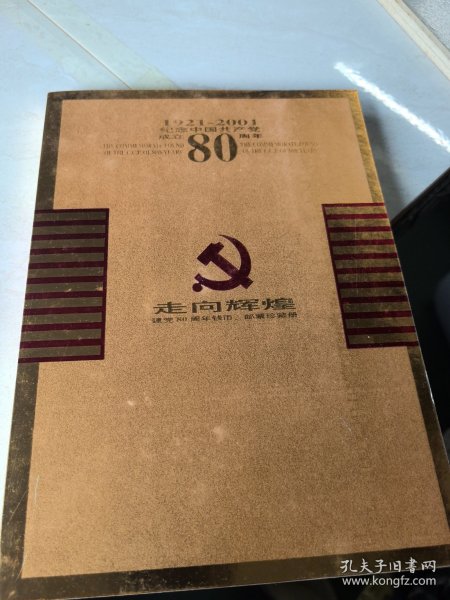 1921-2001
纪念中国共产党
成立80周年
走向辉煌
建党80周年钱币、邮票珍藏册
孔夫子旧书网
www.kongfz.com